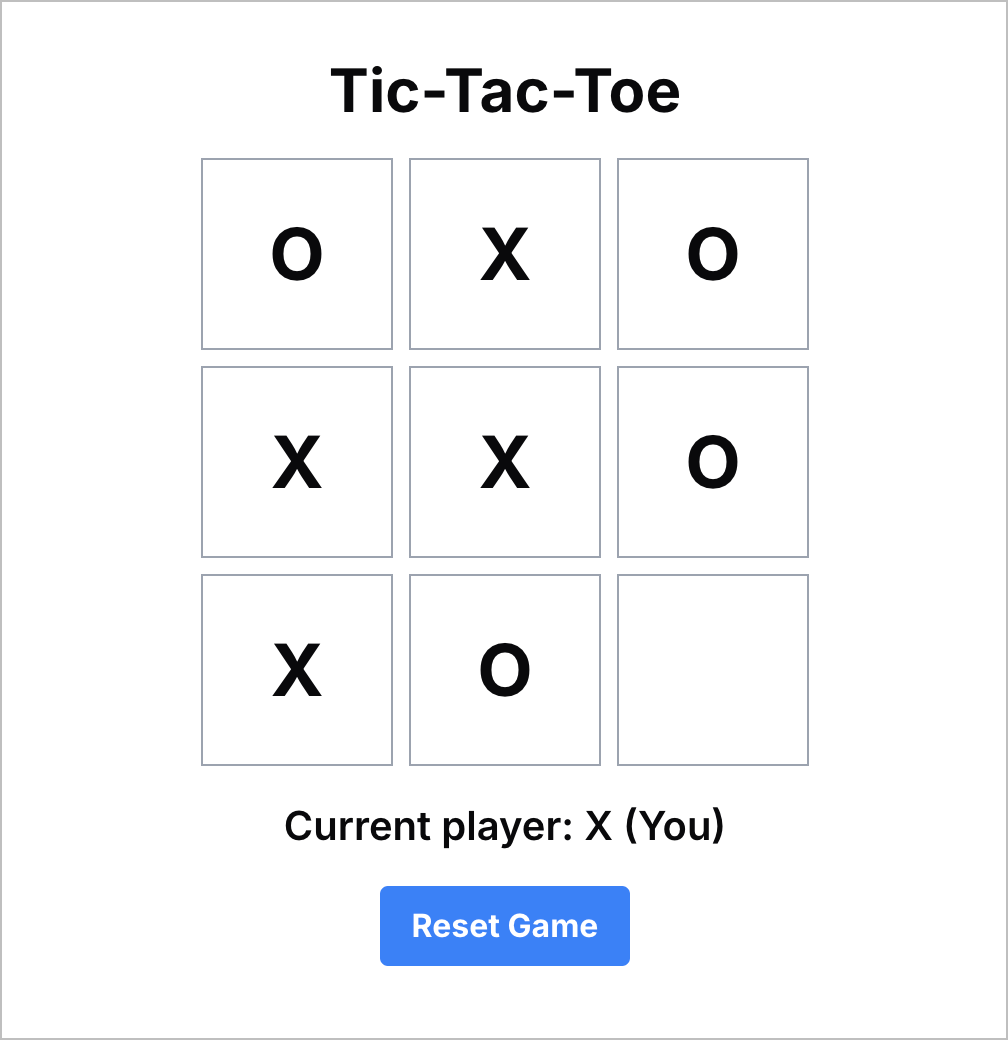 Tic-Tac-Toe
O X O
X X O
X O
Current player: X (You)
Reset Game